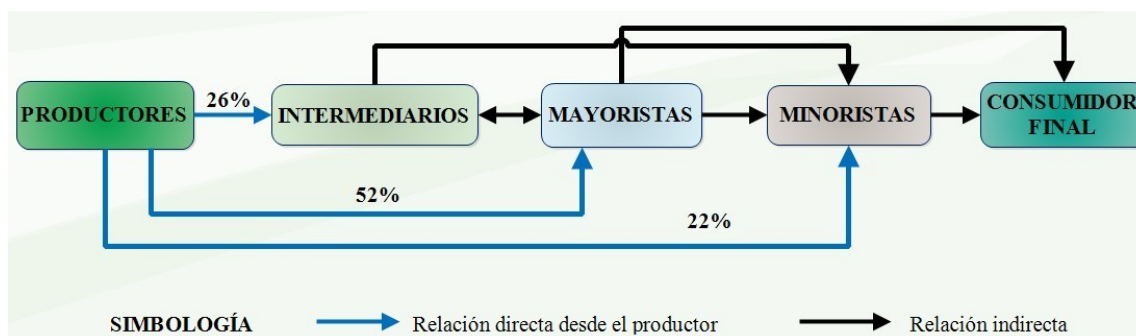 PRODUCTORES
26%
INTERMEDIARIOS
MAYORISTAS
MINORISTAS
CONSUMIDOR
FINAL
52%
22%
SIMBOLOGÍA
Relación directa desde el productor
Relación indirecta